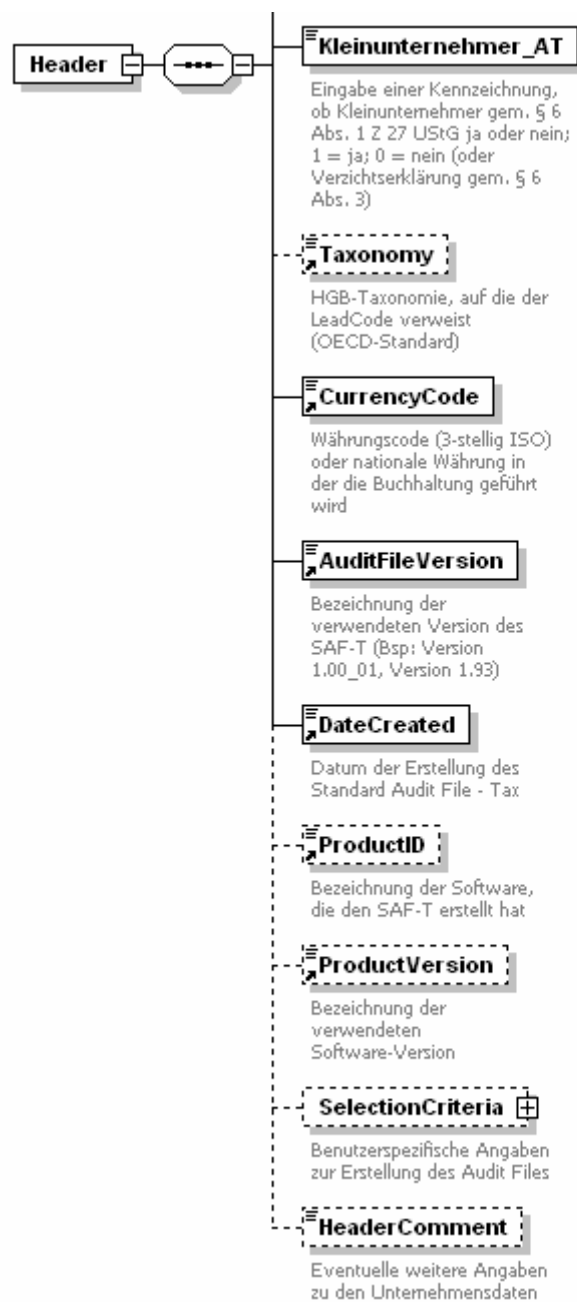 Header
Kleinunternehmer_AT
Eingabe einer Kennzeichnung,
ob Kleinunternehmer gem. § 6
Abs. 1 Z 27 UStG ja oder nein;
1 = ja; 0 = nein (oder
Verzichtserklärung gem. § 6
Abs. 3)
Taxonomy
HGB-Taxonomie, auf die der
LeadCode verweist
(OECD-Standard)
CurrencyCode
Währungscode (3-stellig ISO)
oder nationale Währung in
der die Buchhaltung geführt
wird
AuditFileVersion
Bezeichnung der
verwendeten Version des
SAF-T (Bsp: Version
1.00_01, Version 1.93)
DateCreated
Datum der Erstellung des
Standard Audit File - Tax
ProductID
Bezeichnung der Software,
die den SAF-T erstellt hat
ProductVersion
Bezeichnung der
verwendeten
Software-Version
SelectionCriteria
Benutzerspezifische Angaben
zur Erstellung des Audit Files
HeaderComment
Eventuelle weitere Angaben
zu den Unternehmensdaten